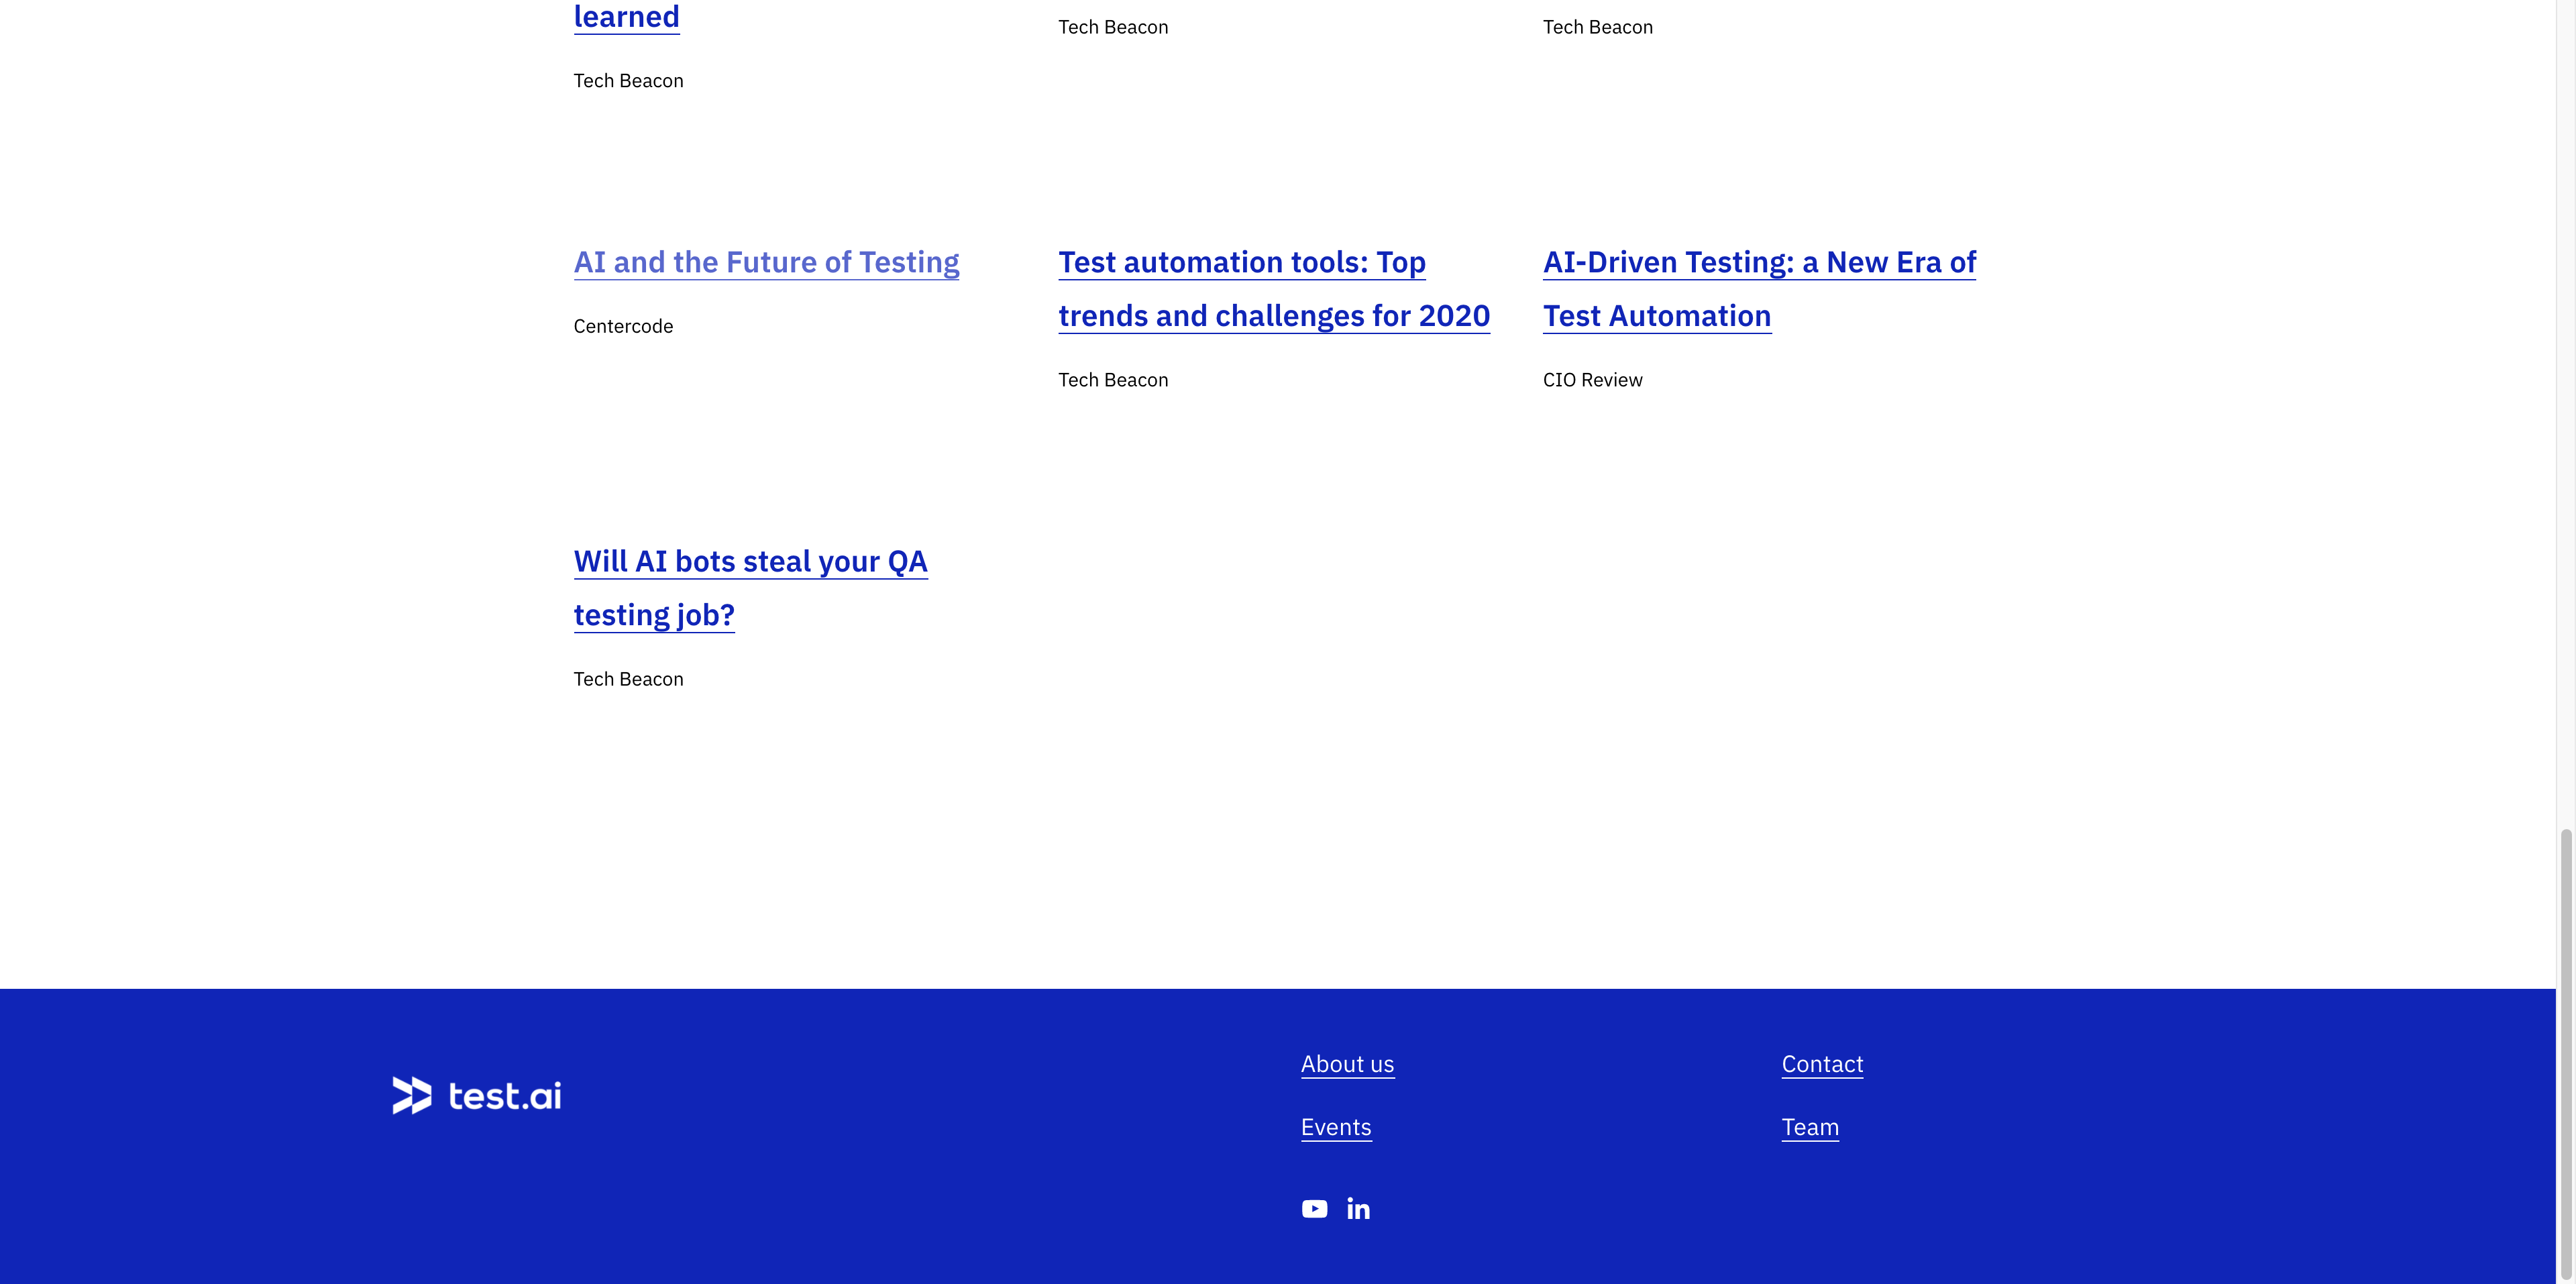 learned
Tech Beacon
Tech Beacon
Tech Beacon
AI and the Future of Testing
Centercode
Test automation tools: Top
trends and challenges for 2020
Tech Beacon
AI-Driven Testing: a New Era of
Test Automation
CIO Review
Will AI bots steal your QA
testing job?
Tech Beacon
test.ai
About us
Events
Contact
Team
in